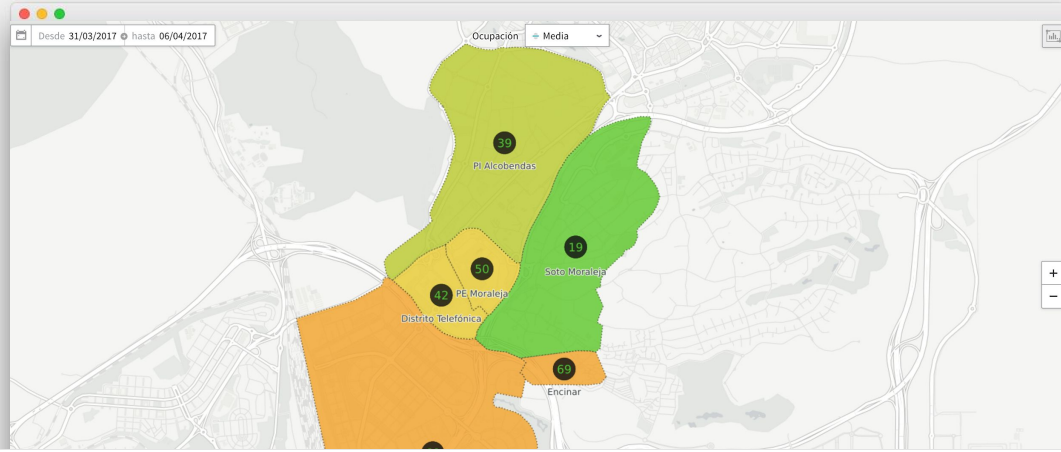 Desde 31/03/2017 hasta 06/04/2017
Ocupación Media
39
PI Alcobendas
19
Soto Moraleja
50
PE Moraleja
42
Distrito Telefónica
69
Encinar
+
−